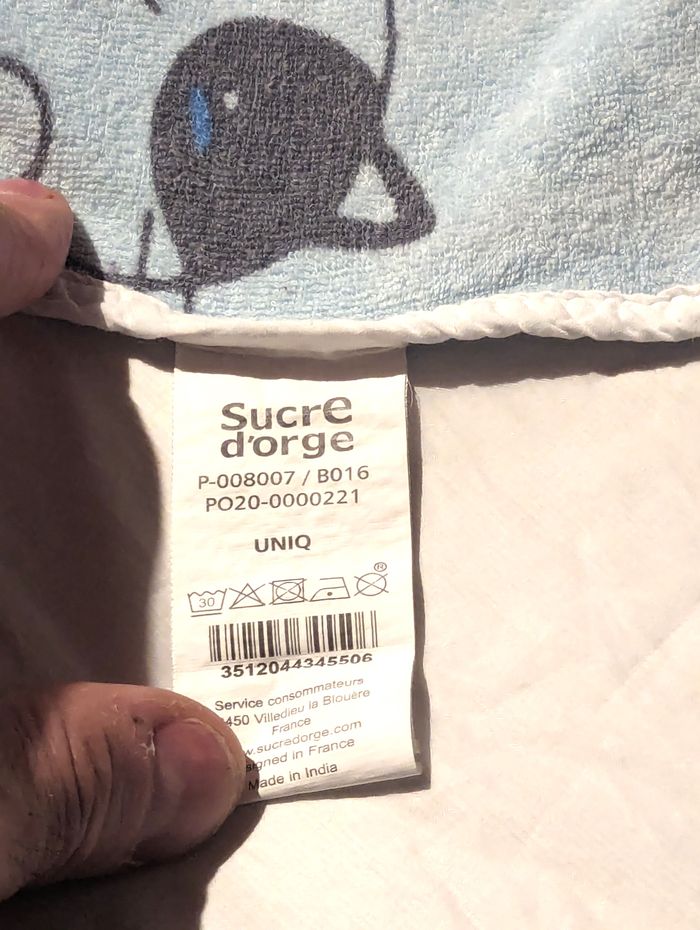 Sucre
d'orge
P-008007 / B016
PO20-0000221
UNIQ
30
N
3512044345506
Service consommateurs
450 Villedieu la Blouère
France
.sucredorge.com
in France
Made in India